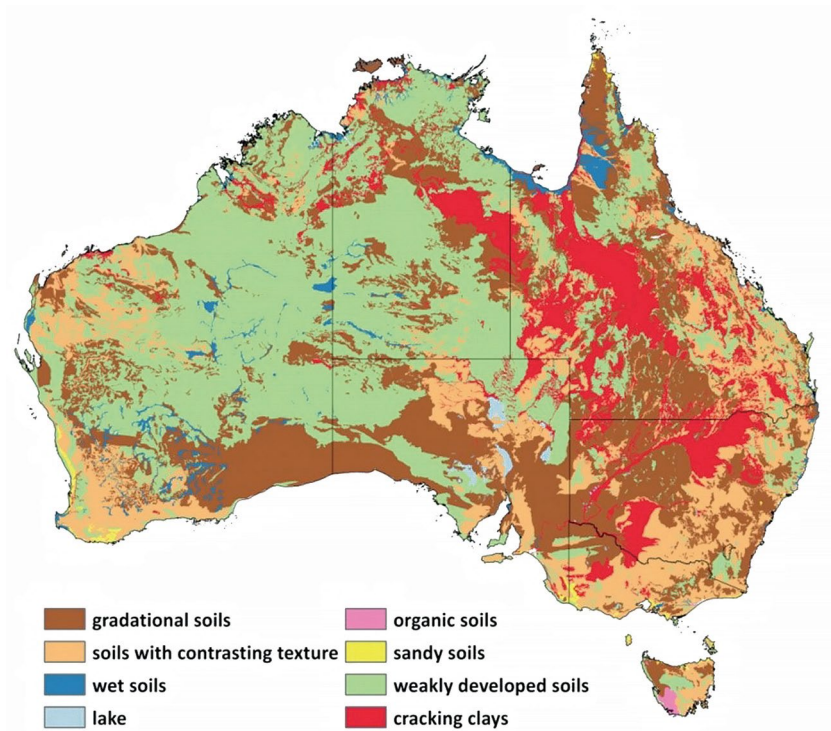 gradational soils
soils with contrasting texture
wet soils
lake
organic soils
sandy soils
weakly developed soils
cracking clays